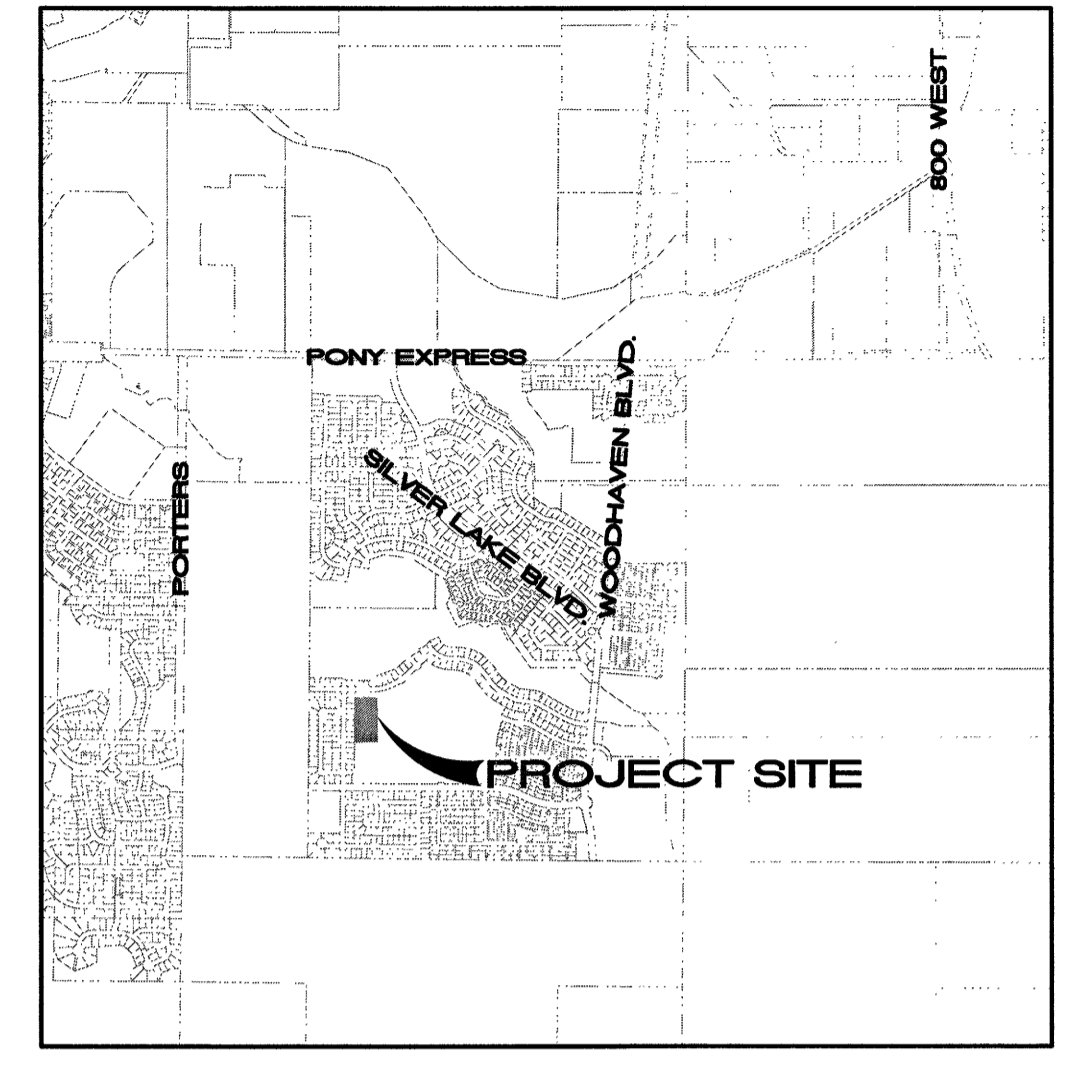 800 WEST
PONY EXPRESS
WOODHAVEN BLVD.
SILVER LAKE BLVD.
PORTERS
PROJECT SITE